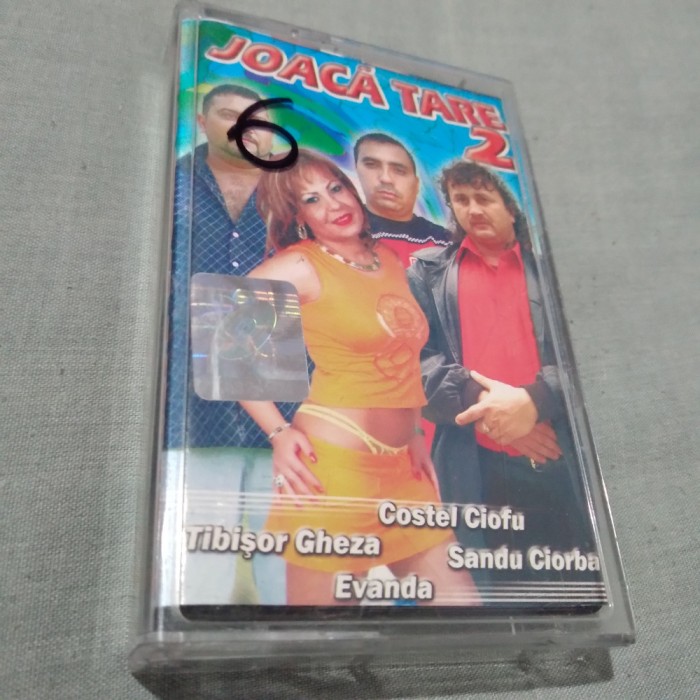 JOACĂ TARE
2
6
Costel Ciofu
Tibişor Gheza
Sandu Ciorba
Evanda